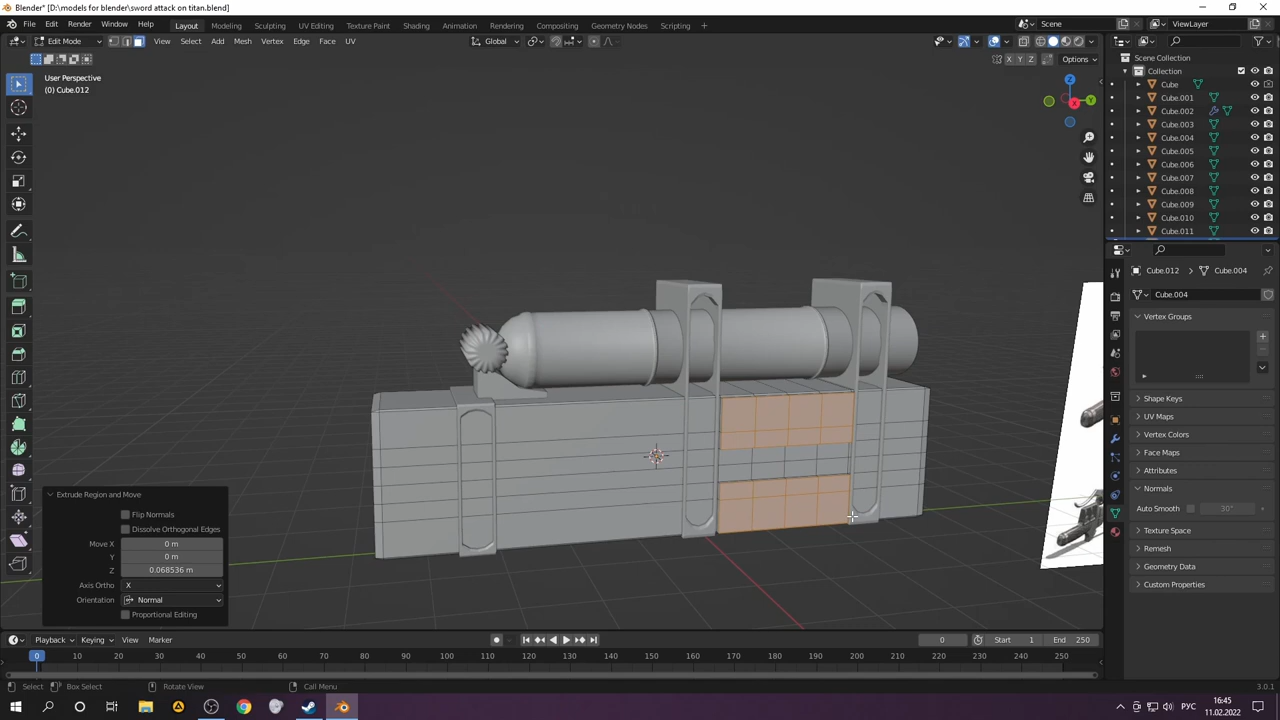 Blender* [D:\models for blender\sword attack on titan.blend]
File Edit Render Window Help Layout Modeling Sculpting UV Editing Texture Paint Shading Animation Rendering Compositing Geometry Nodes Scripting + Scene ViewLayer
Edit Mode View Select Add Mesh Vertex Edge Face UV Global
X Y Z Options
User Perspective
(0) Cube.012
Scene Collection
Collection
Cube
Cube.001
Cube.002
Cube.003
Cube.004
Cube.005
Cube.006
Cube.007
Cube.008
Cube.009
Cube.010
Cube.011
Cube.012 > Cube.004
Cube.004
Vertex Groups
Shape Keys
UV Maps
Vertex Colors
Face Maps
Attributes
Normals
Auto Smooth 30°
Texture Space
Remesh
Geometry Data
Custom Properties
Z
Y
X
Extrude Region and Move
Flip Normals
Dissolve Orthogonal Edges
Move X 0 m
Y 0 m
Z 0.068536 m
Axis Ortho X
Orientation Normal
Proportional Editing
Playback Keying View Marker 0 Start 1 End 250
0 10 20 30 40 50 60 70 80 90 100 110 120 130 140 150 160 170 180 190 200 210 220 230 240 250
Select Box Select Rotate View Call Menu 3.0.1
РУС 16:45
11.02.2022